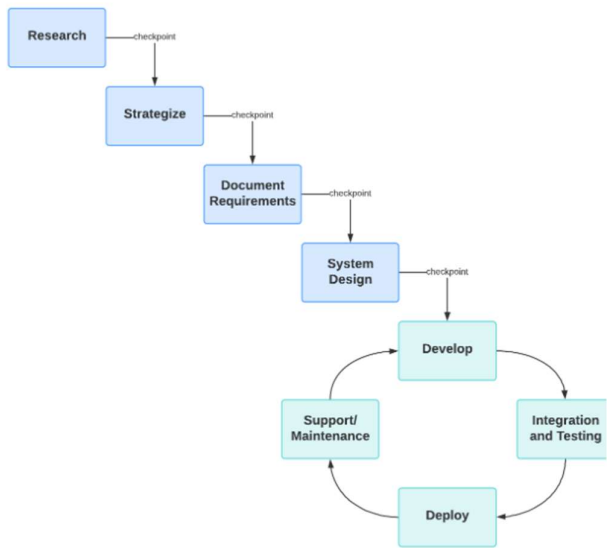 Research
checkpoint
Strategize
checkpoint
Document
Requirements
checkpoint
System
Design
checkpoint
Develop
Support/
Maintenance
Integration
and Testing
Deploy